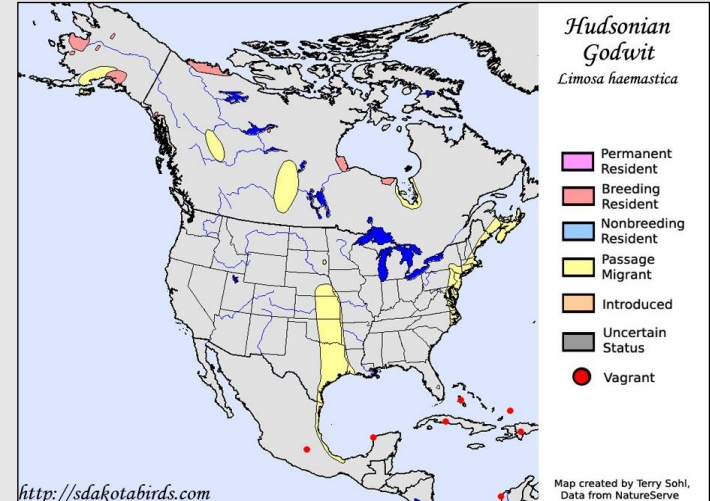 Hudsonian
Godwit
Limosa haemastica
Permanent
Resident
Breeding
Resident
Nonbreeding
Resident
Passage
Migrant
Introduced
Uncertain
Status
Vagrant
http://sdakotabirds.com
Map created by Terry Sohl,
Data from NatureServe